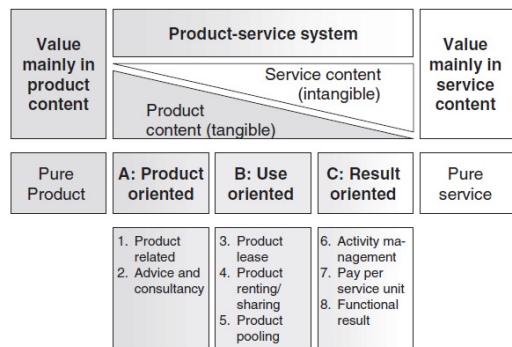 Value
mainly in
product
content
Product-service system
Service content
(intangible)
Product
content (tangible)
Value
mainly in
service
content
Pure
Product
A: Product
oriented
B: Use
oriented
C: Result
oriented
Pure
service
1. Product
related
2. Advice and
consultancy
3. Product
lease
4. Product
renting/
sharing
5. Product
pooling
6. Activity ma-
nagement
7. Pay per
service unit
8. Functional
result